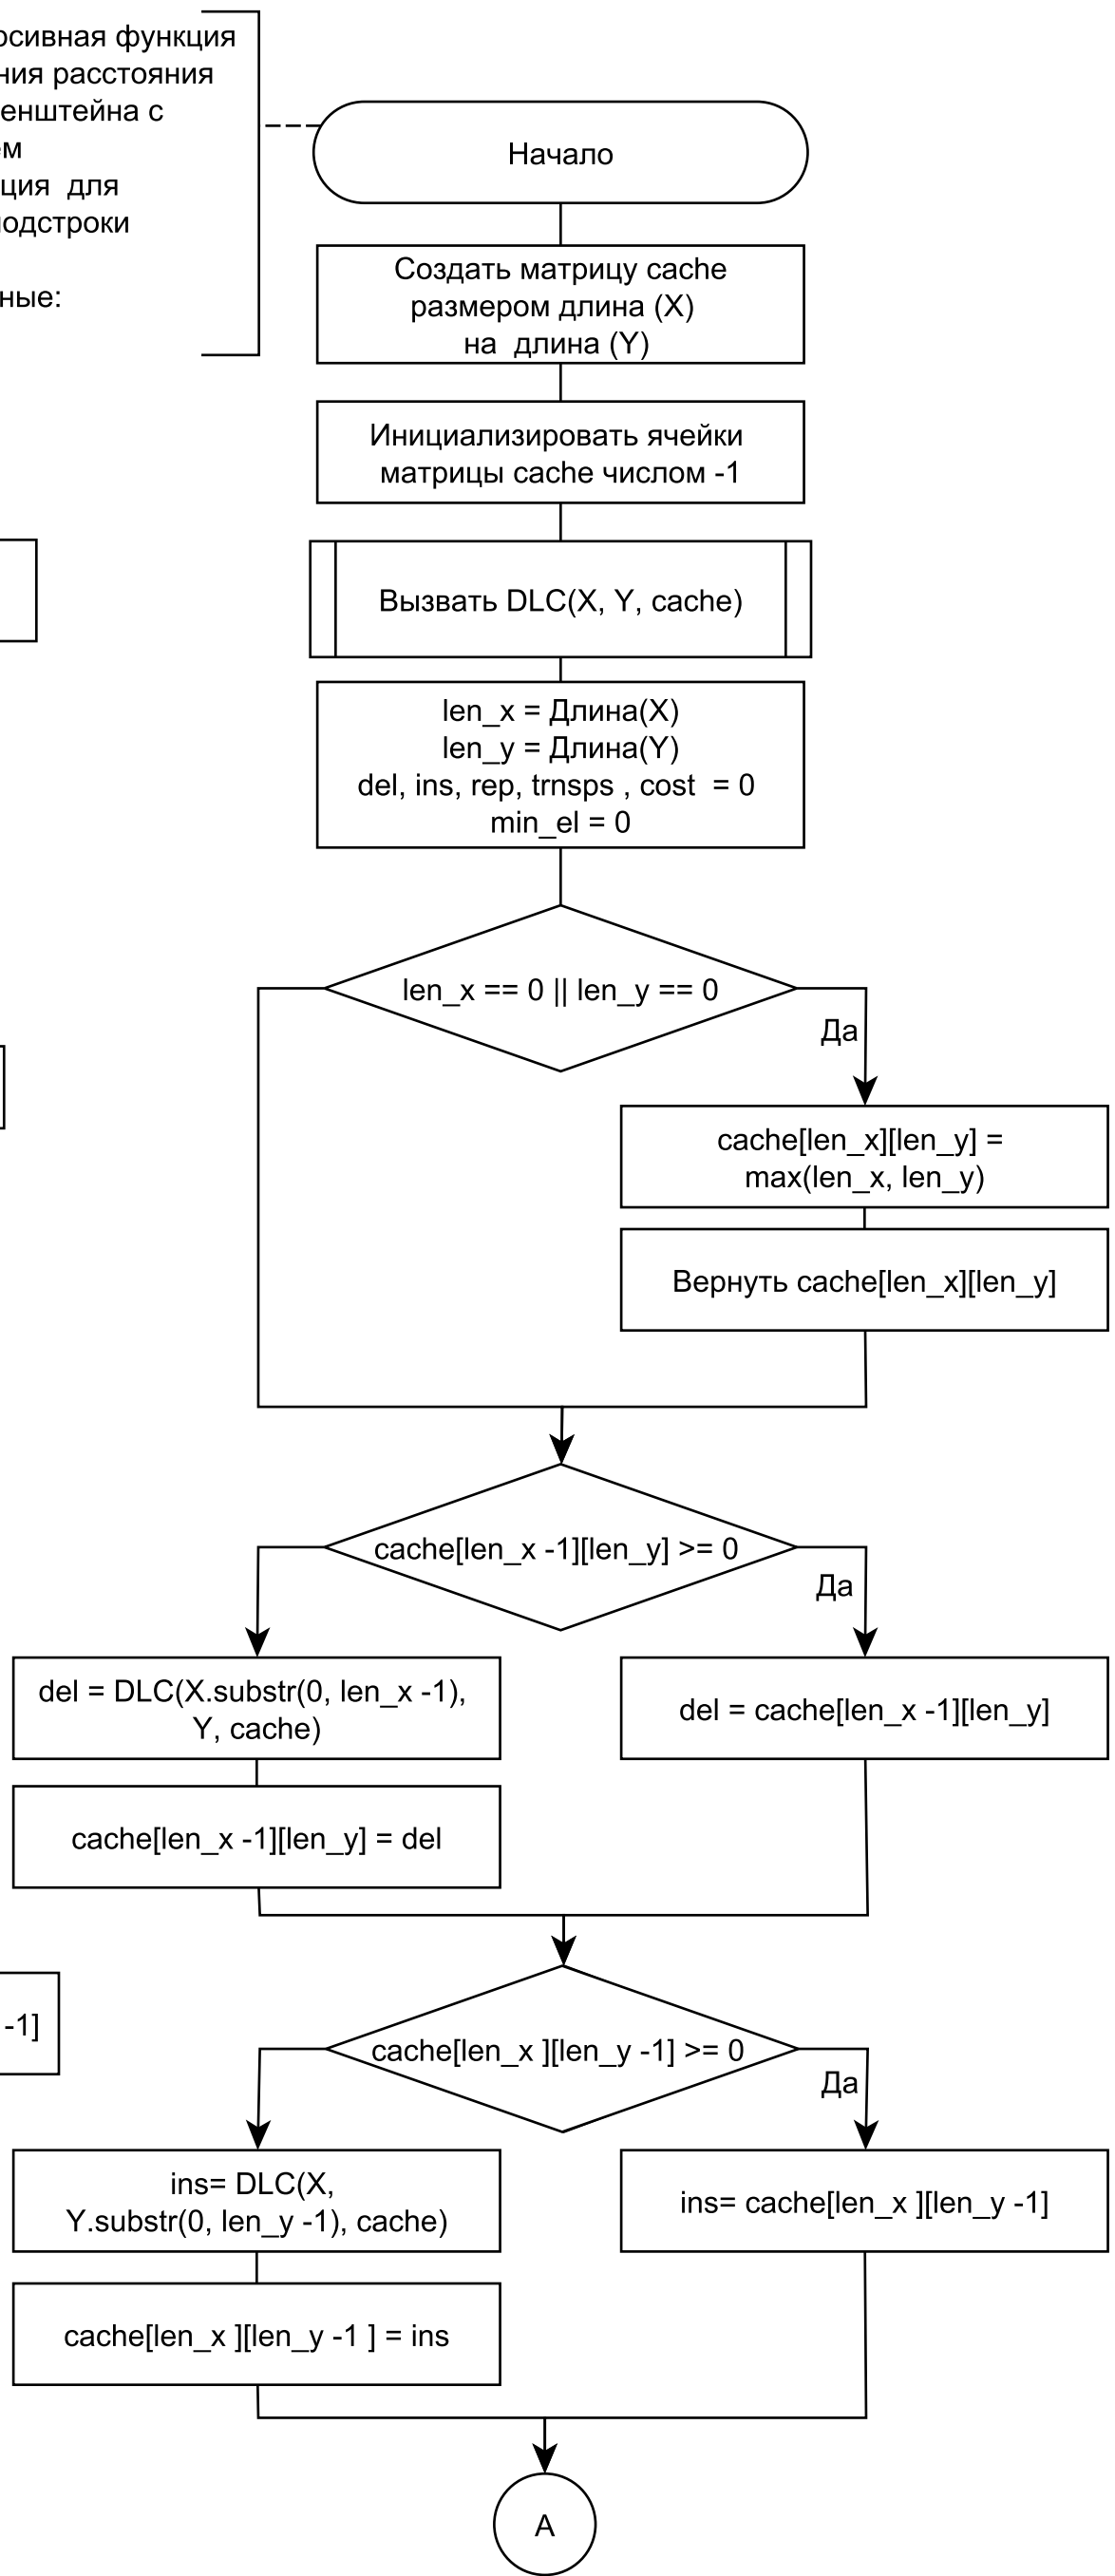 осивная функция
ния расстояния
енштейна с
ем
ция для
подстроки
ные:
Начало
Создать матрицу cache
размером длина (X)
на длина (Y)
Инициализировать ячейки
матрицы cache числом -1
Вызвать DLC(X, Y, cache)
len_x = Длина(X)
len_y = Длина(Y)
del, ins, rep, trnsps , cost = 0
min_el = 0
len_x == 0 || len_y == 0
Да
cache[len_x][len_y] =
max(len_x, len_y)
Вернуть cache[len_x][len_y]
cache[len_x -1][len_y] >= 0
Да
del = DLC(X.substr(0, len_x -1),
Y, cache)
del = cache[len_x -1][len_y]
cache[len_x -1][len_y] = del
-1]
cache[len_x ][len_y -1] >= 0
Да
ins= DLC(X,
Y.substr(0, len_y -1), cache)
ins= cache[len_x ][len_y -1]
cache[len_x ][len_y -1 ] = ins
A